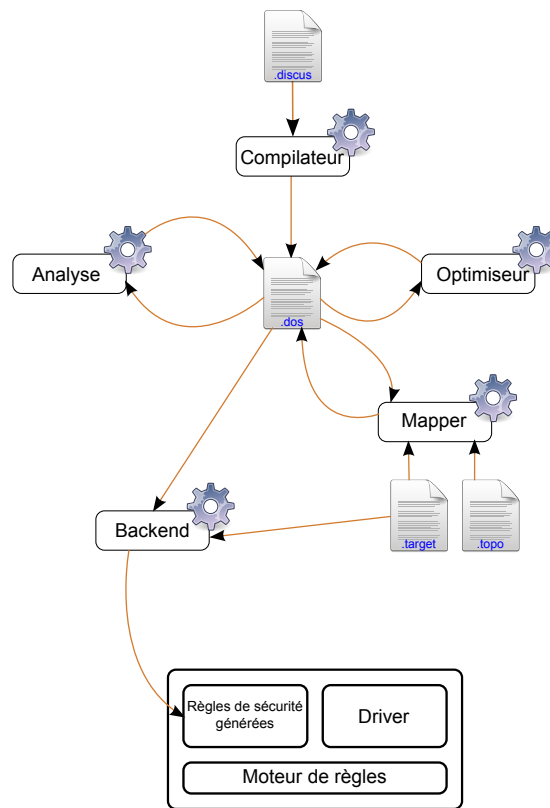 .discus
Compilateur
Analyse
Optimiseur
.dos
Mapper
.target
.topo
Backend
Règles de sécurité
générées
Driver
Moteur de règles